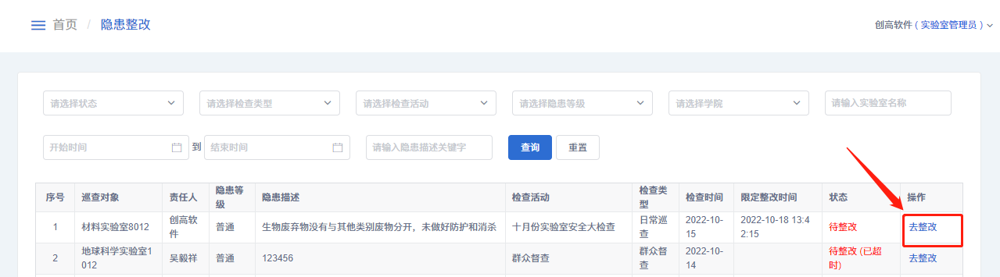 首页 / 隐患整改
创高软件 ( 实验室管理员 )
请选择状态 请选择检查类型 请选择检查活动 请选择隐患等级 请选择学院 请输入实验室名称
开始时间 到 结束时间 请输入隐患描述关键字 查询 重置
序号 巡查对象 责任人 隐患等级 隐患描述 检查活动 检查类型 检查时间 限定整改时间 状态 操作
1 材料实验室8012 创高软件 普通 生物废弃物没有与其他类别废物分开，未做好防护和消杀 十月份实验室安全大检查 日常巡查 2022-10-15 2022-10-18 13:42:15 待整改 去整改
2 地球科学实验室1012 吴毅祥 普通 123456 群众督查 群众督查 2022-10-14 待整改 (已超时) 去整改